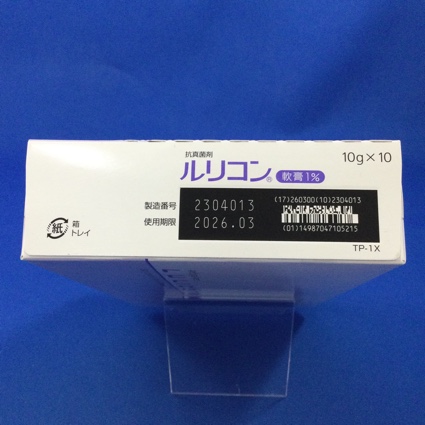 抗真菌剤
ルリコン® 軟膏1%
10g×10
製造番号 2304013
使用期限 2026.03
(17)260300(10)2304013
(01)14987047105215
紙 箱
トレイ
TP-1X